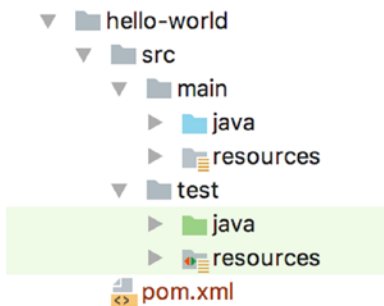 hello-world
src
main
java
resources
test
java
resources
pom.xml